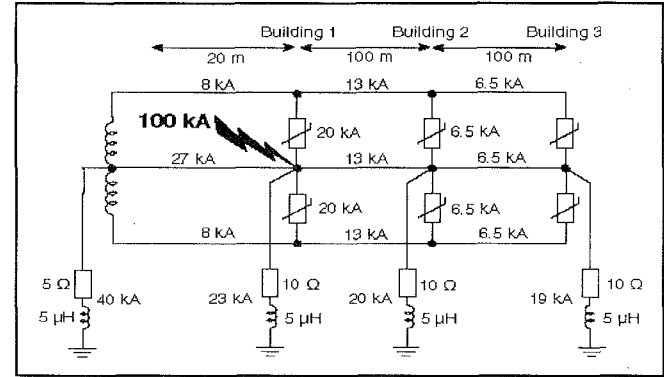 Building 1 Building 2 Building 3
20 m 100 m 100 m
8 kA 13 kA 6.5 kA
100 kA
20 kA 6.5 kA
27 kA 13 kA 6.5 kA
20 kA 6.5 kA
8 kA 13 kA 6.5 kA
5 Ω 10 Ω 10 Ω 10 Ω
40 kA 23 kA 20 kA 19 kA
5 µH 5 µH 5 µH 5 µH